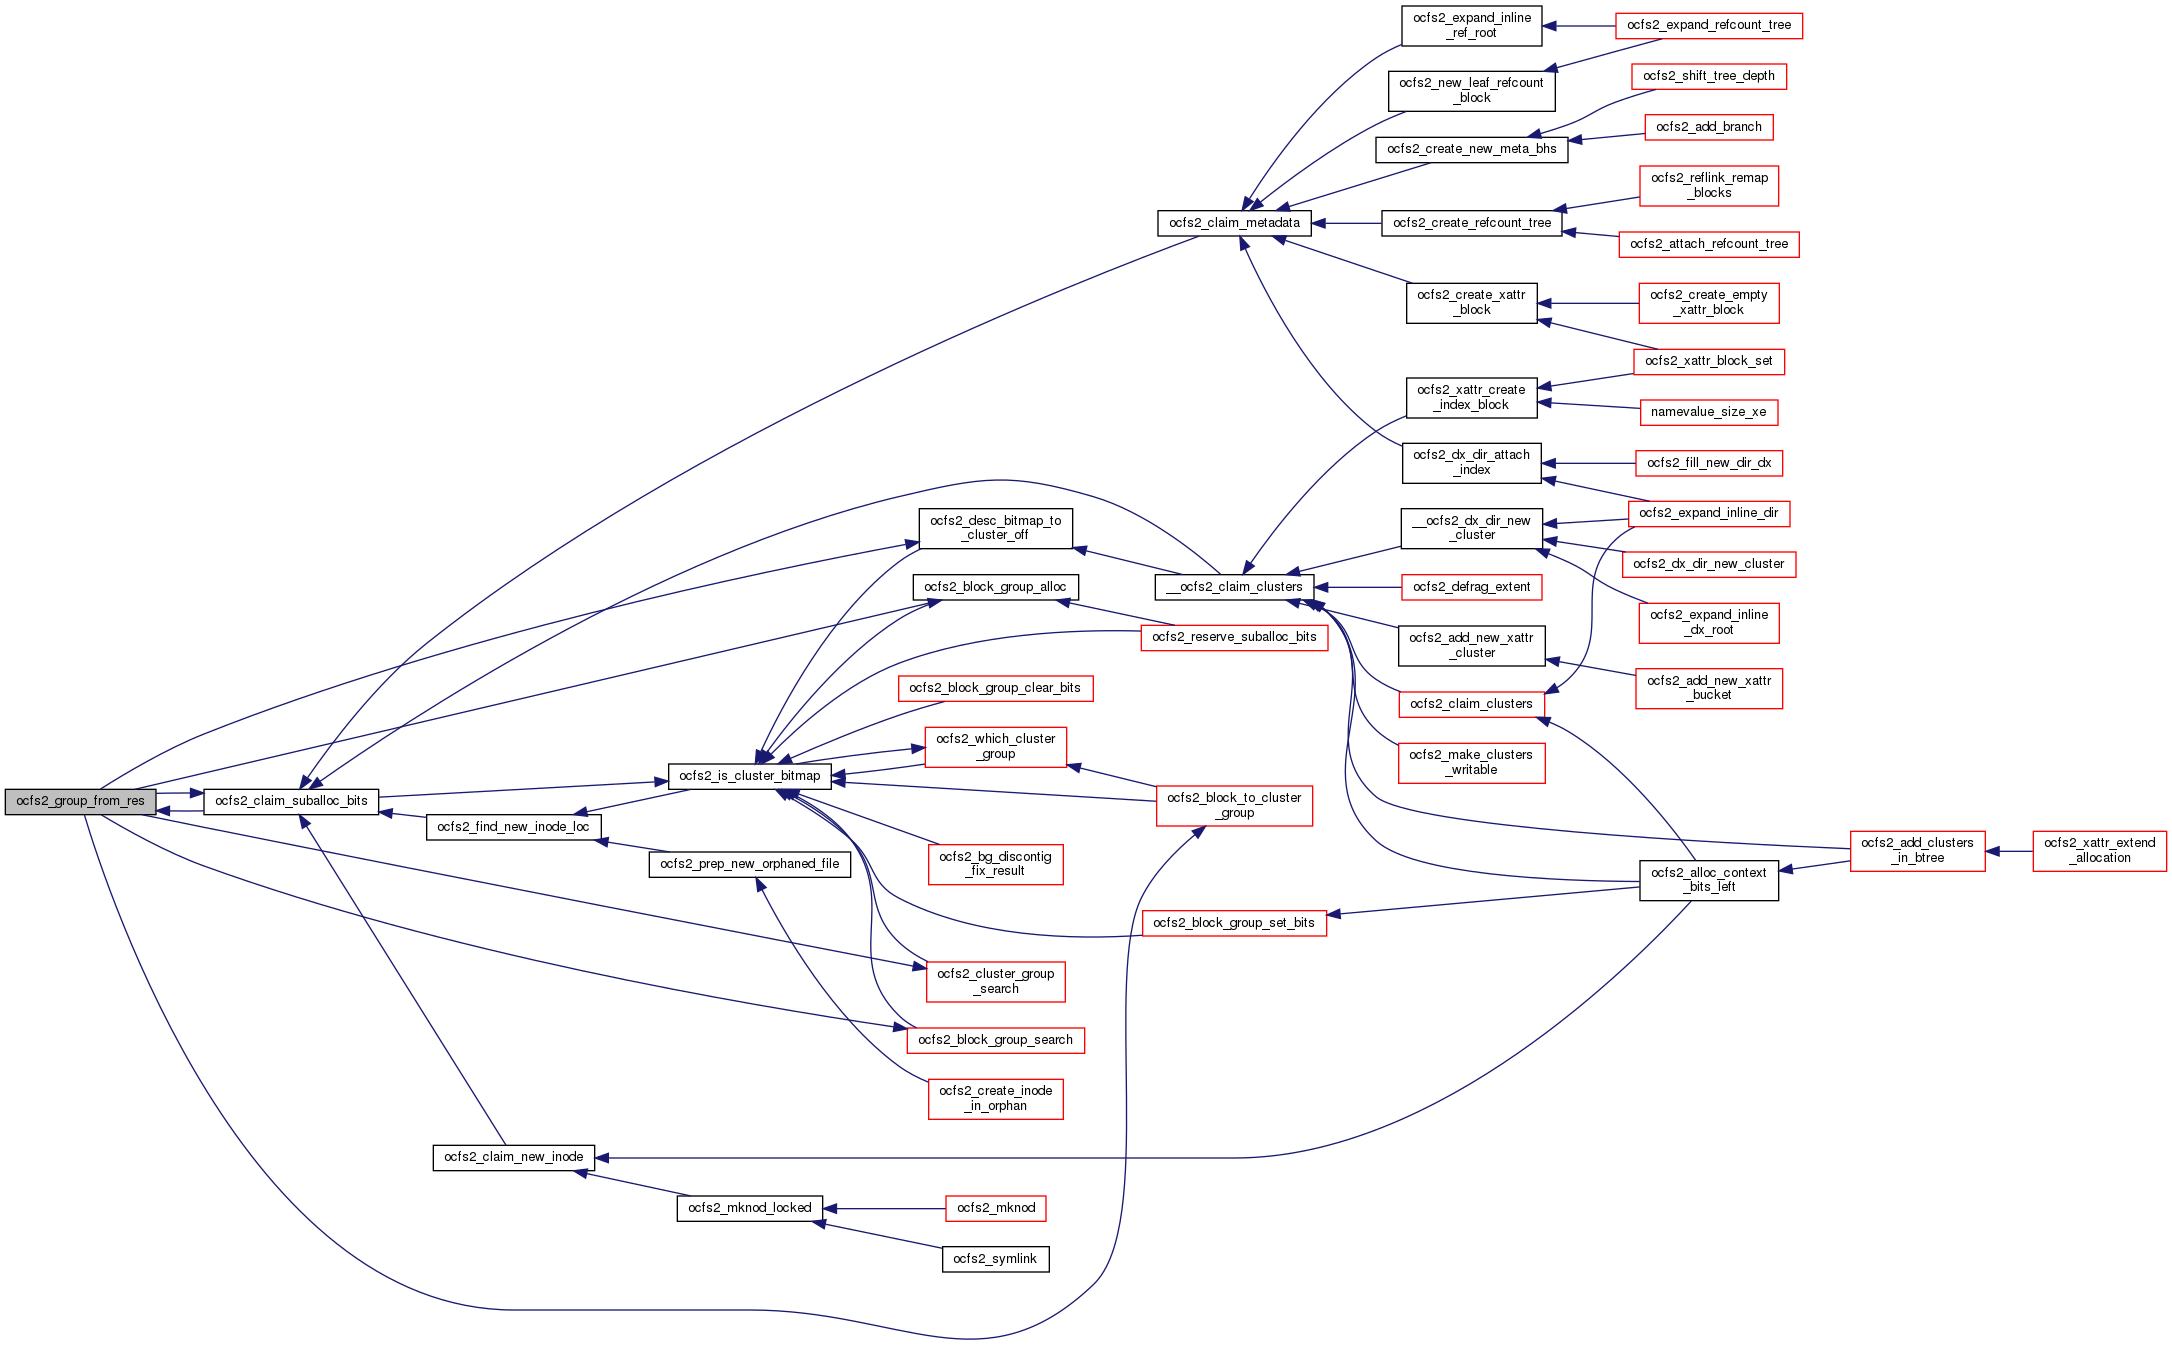 ocfs2_expand_inline
_ref_root
ocfs2_expand_refcount_tree
ocfs2_new_leaf_refcount
_block
ocfs2_shift_tree_depth
ocfs2_add_branch
ocfs2_create_new_meta_bhs
ocfs2_reflink_remap
_blocks
ocfs2_claim_metadata
ocfs2_create_refcount_tree
ocfs2_attach_refcount_tree
ocfs2_create_xattr
_block
ocfs2_create_empty
_xattr_block
ocfs2_xattr_block_set
ocfs2_xattr_create
_index_block
namevalue_size_xe
ocfs2_dx_dir_attach
_index
ocfs2_fill_new_dir_dx
ocfs2_expand_inline_dir
ocfs2_desc_bitmap_to
_cluster_off
__ocfs2_dx_dir_new
_cluster
ocfs2_dx_dir_new_cluster
ocfs2_block_group_alloc
__ocfs2_claim_clusters
ocfs2_defrag_extent
ocfs2_expand_inline
_dx_root
ocfs2_reserve_suballoc_bits
ocfs2_add_new_xattr
_cluster
ocfs2_add_new_xattr
_bucket
ocfs2_block_group_clear_bits
ocfs2_claim_clusters
ocfs2_which_cluster
_group
ocfs2_make_clusters
_writable
ocfs2_is_cluster_bitmap
ocfs2_group_from_res
ocfs2_claim_suballoc_bits
ocfs2_block_to_cluster
_group
ocfs2_find_new_inode_loc
ocfs2_prep_new_orphaned_file
ocfs2_bg_discontig
_fix_result
ocfs2_add_clusters
_in_btree
ocfs2_xattr_extend
_allocation
ocfs2_alloc_context
_bits_left
ocfs2_block_group_set_bits
ocfs2_cluster_group
_search
ocfs2_block_group_search
ocfs2_create_inode
_in_orphan
ocfs2_claim_new_inode
ocfs2_mknod_locked
ocfs2_mknod
ocfs2_symlink